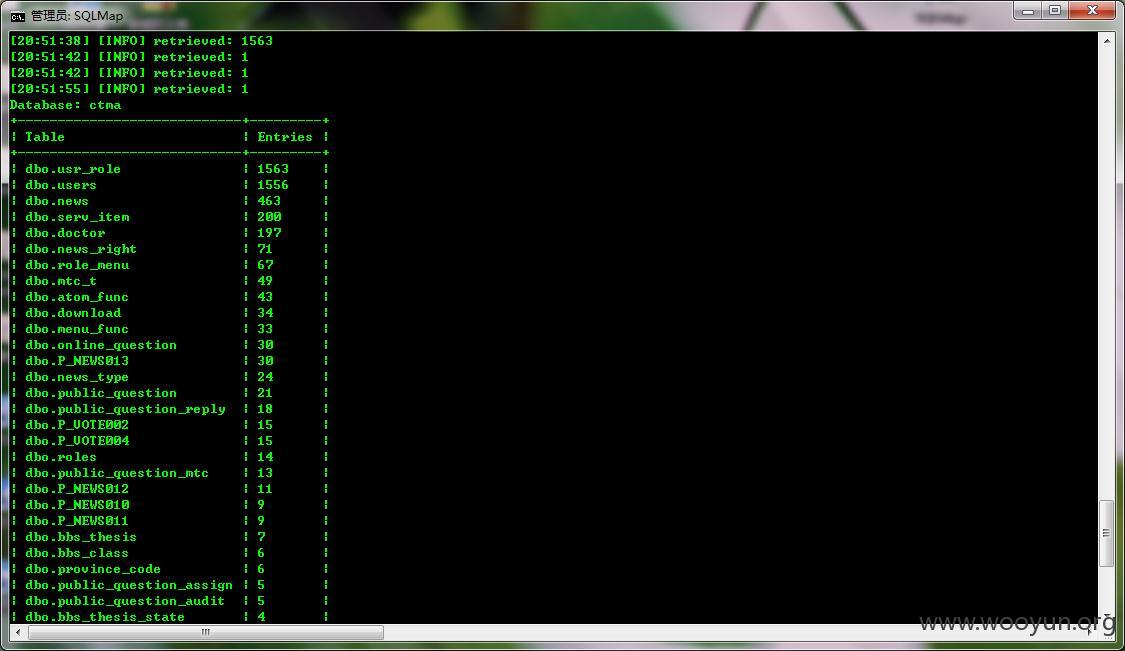 管理员: SQLMap
[20:51:38] [INFO] retrieved: 1563
[20:51:42] [INFO] retrieved: 1
[20:51:42] [INFO] retrieved: 1
[20:51:55] [INFO] retrieved: 1
Database: ctma
+----------------------------+---------+
| Table | Entries |
+----------------------------+---------+
| dbo.usr_role | 1563 |
| dbo.users | 1556 |
| dbo.news | 463 |
| dbo.serv_item | 200 |
| dbo.doctor | 197 |
| dbo.news_right | 71 |
| dbo.role_menu | 67 |
| dbo.mtc_t | 49 |
| dbo.atom_func | 43 |
| dbo.download | 34 |
| dbo.menu_func | 33 |
| dbo.online_question | 30 |
| dbo.P_NEWS013 | 30 |
| dbo.news_type | 24 |
| dbo.public_question | 21 |
| dbo.public_question_reply | 18 |
| dbo.P_VOTE002 | 15 |
| dbo.P_VOTE004 | 15 |
| dbo.roles | 14 |
| dbo.public_question_mtc | 13 |
| dbo.P_NEWS012 | 11 |
| dbo.P_NEWS010 | 9 |
| dbo.P_NEWS011 | 9 |
| dbo.bbs_thesis | 7 |
| dbo.bbs_class | 6 |
| dbo.province_code | 6 |
| dbo.public_question_assign | 5 |
| dbo.public_question_audit | 5 |
| dbo.bbs_thesis_state | 4 |
www.wooyun.org